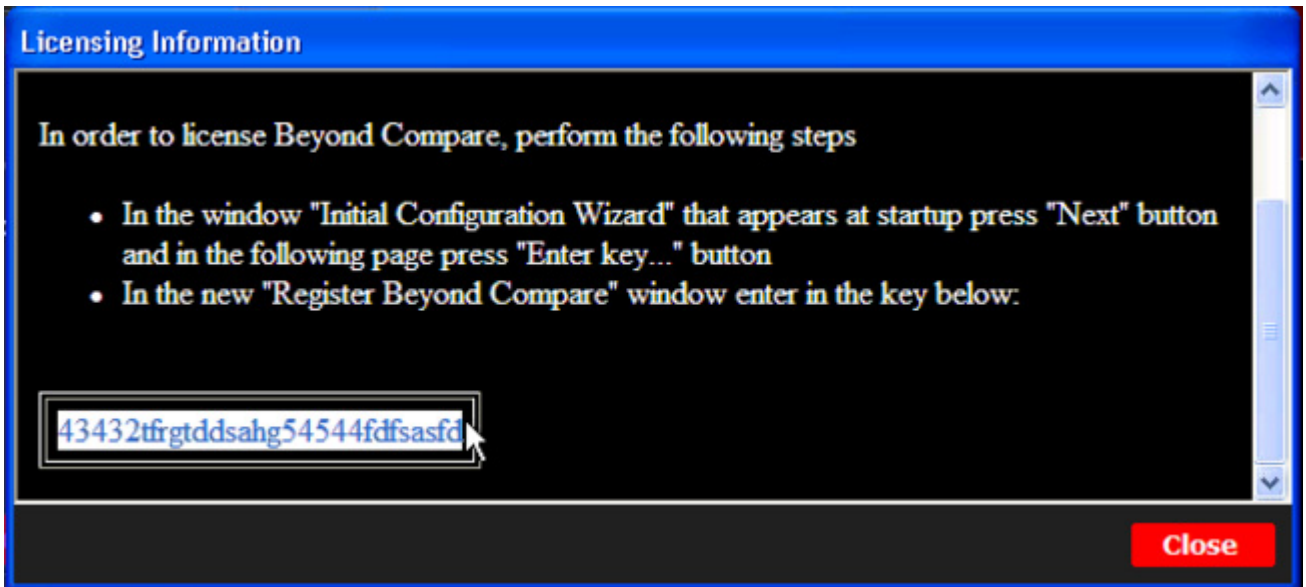 Licensing Information
In order to license Beyond Compare, perform the following steps
• In the window "Initial Configuration Wizard" that appears at startup press "Next" button
and in the following page press "Enter key..." button
• In the new "Register Beyond Compare" window enter in the key below:
43432tfrgtddsahg54544fdfsasfd
Close